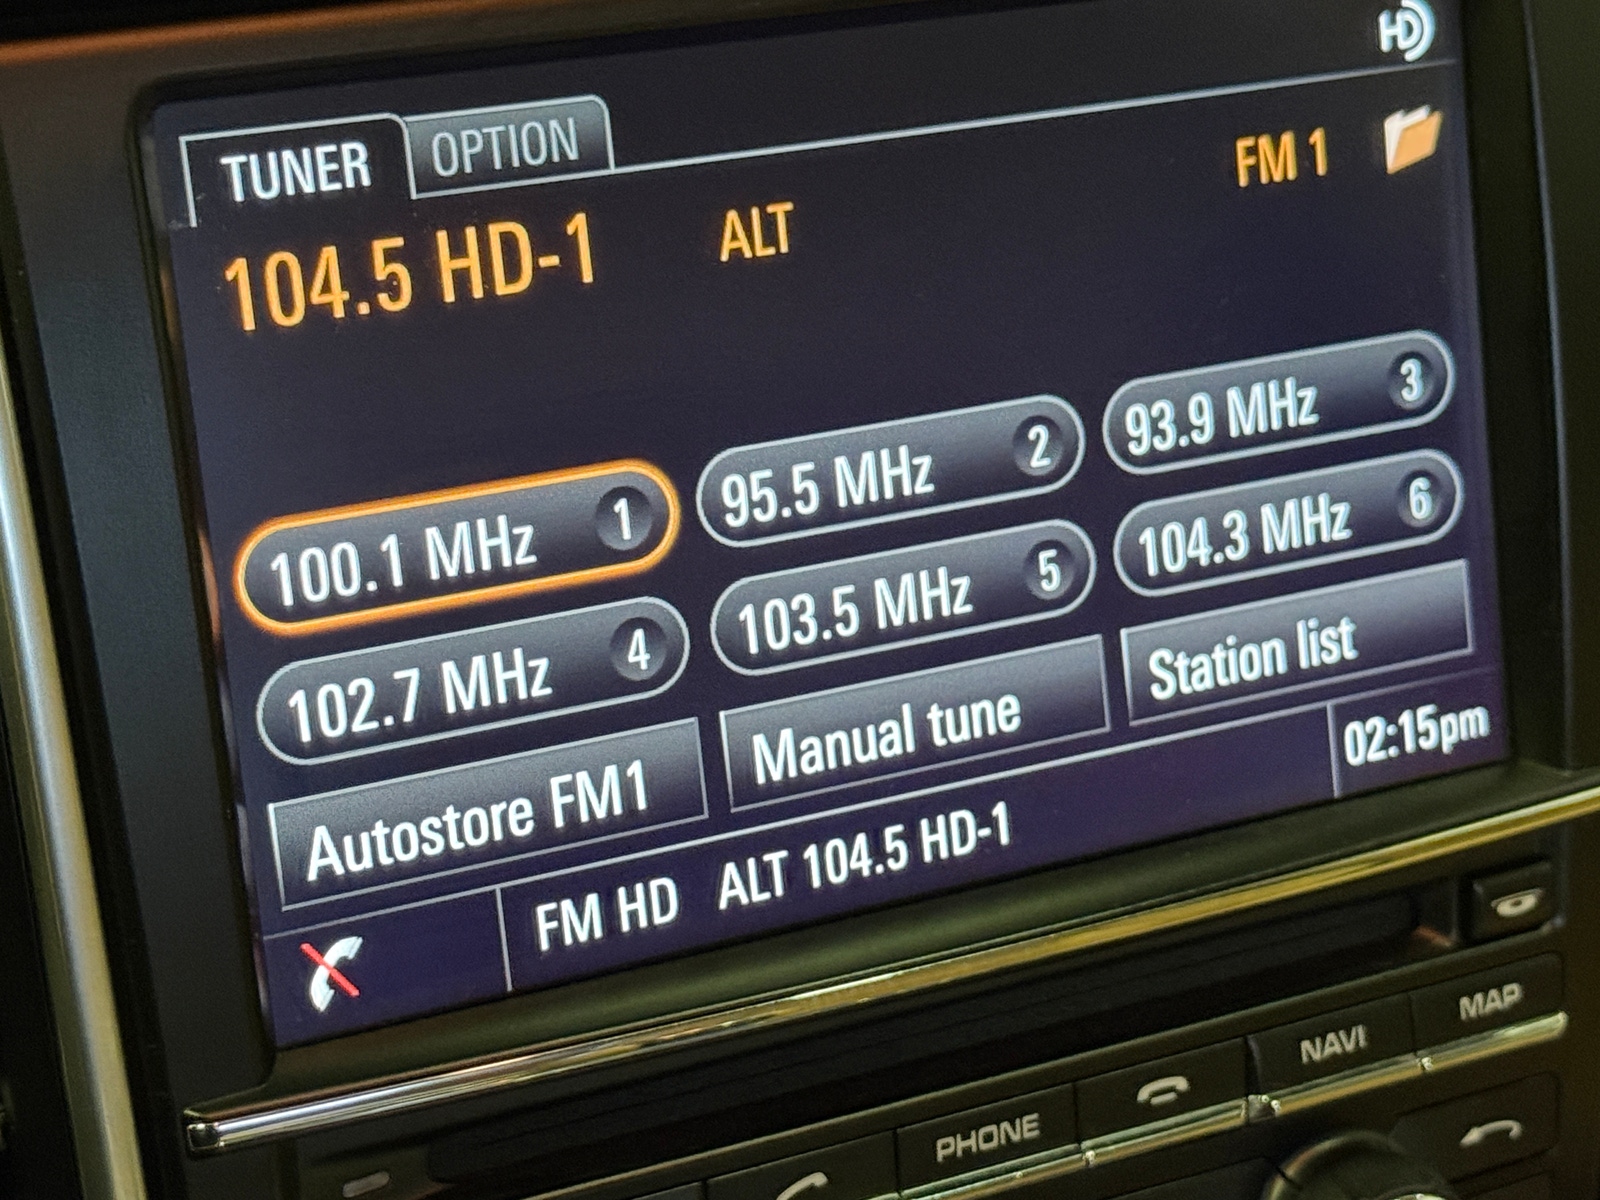 HD
TUNER OPTION
FM 1
104.5 HD-1 ALT
100.1 MHz 1 95.5 MHz 2 93.9 MHz 3
102.7 MHz 4 103.5 MHz 5 104.3 MHz 6
Autostore FM1 Manual tune Station list
FM HD ALT 104.5 HD-1 02:15pm
PHONE NAVI MAP